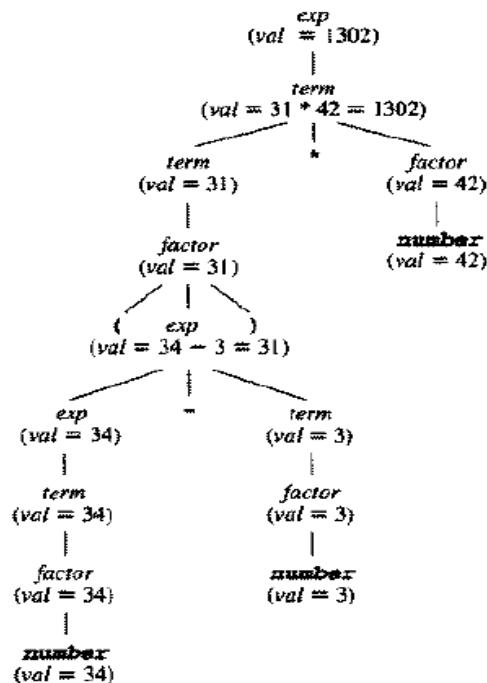 exp
(val = 1302)
term
(val = 31 * 42 = 1302)
term * factor
(val = 31) (val = 42)
number
factor (val = 42)
(val = 31)
( exp )
(val = 34 – 3 = 31)
exp - term
(val = 34) (val = 3)
term factor
(val = 34) (val = 3)
factor number
(val = 34) (val = 3)
number
(val = 34)